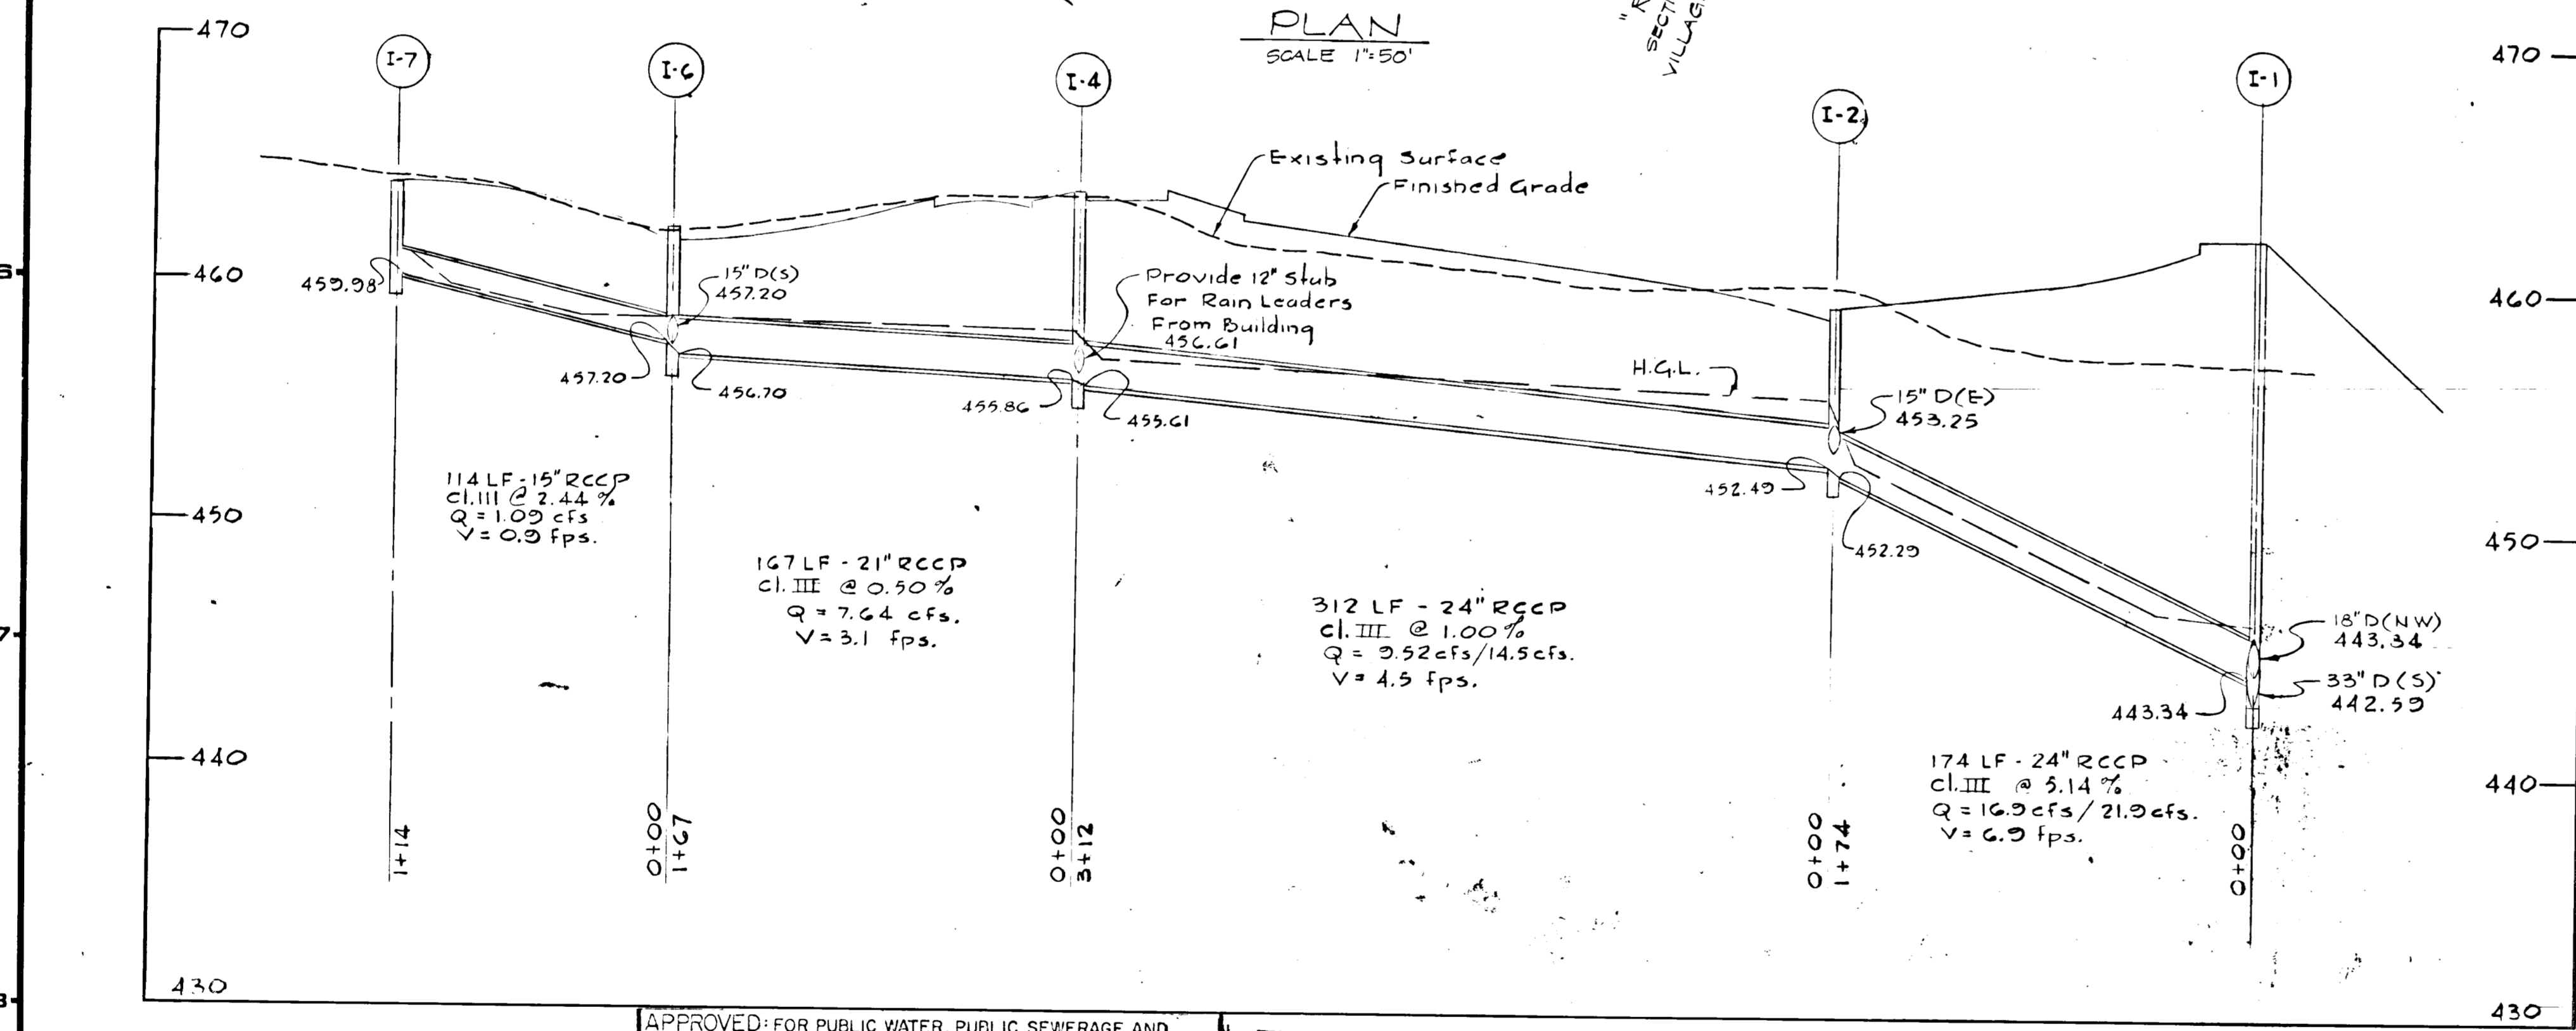 PLAN
SCALE 1"=50'
SECTI
VILLAG
470
470
I-7
I-6
I-4
I-2
I-1
Existing Surface
Finished Grade
460
460
459.98
15" D(S)
457.20
Provide 12" Stub
For Rain Leaders
From Building
456.61
H.G.L.
457.20
456.70
455.86
455.61
15" D(E)
453.25
452.49
452.29
450
450
114 LF - 15" RCCP
Cl. III @ 2.44 %
Q = 1.09 cfs
V = 0.9 fps.
167 LF - 21" RCCP
Cl. III @ 0.50 %
Q = 7.64 cfs.
V = 3.1 fps.
312 LF - 24" RCCP
Cl. III @ 1.00 %
Q = 9.52 cfs/14.5 cfs.
V = 4.5 fps.
18" D(NW)
443.34
33" D(S)
442.59
443.34
174 LF - 24" RCCP
Cl. III @ 5.14 %
Q = 16.9 cfs / 21.9 cfs.
V = 6.9 fps.
440
440
1+14
0+00
1+67
0+00
3+12
0+00
1+74
0+00
430
430
APPROVED: FOR PUBLIC WATER, PUBLIC SEWERAGE AND